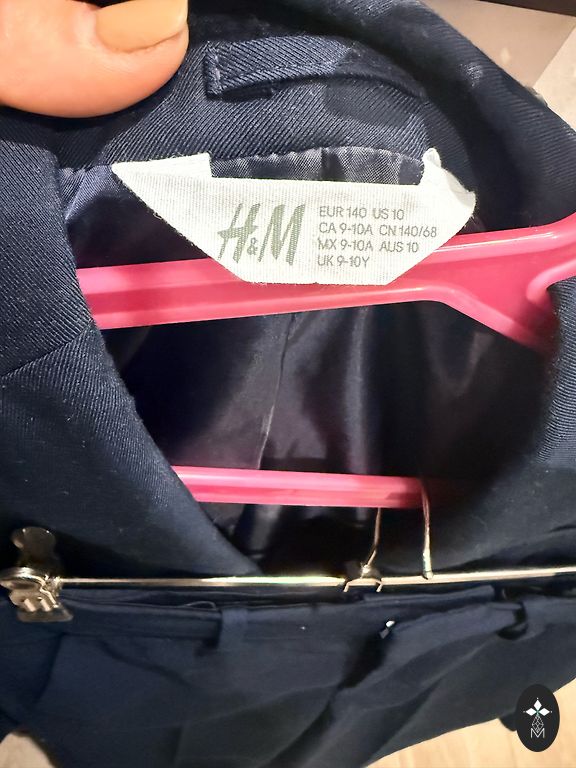 H&M
EUR 140 US 10
CA 9-10A CN 140/68
MX 9-10A AUS 10
UK 9-10Y
M